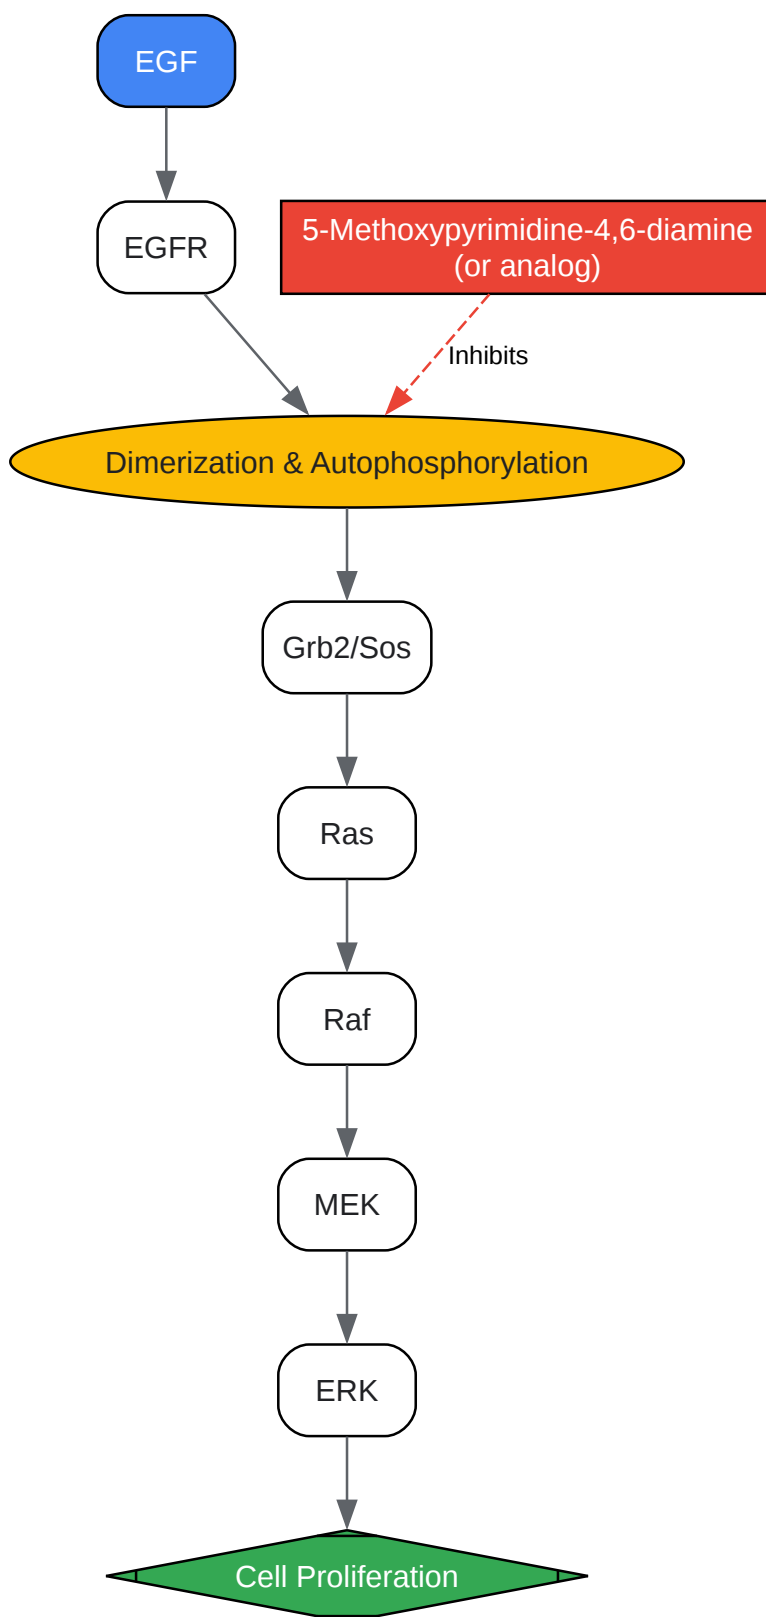 EGF
EGFR
5-Methoxypyrimidine-4,6-diamine
(or analog)
Inhibits
Dimerization & Autophosphorylation
Grb2/Sos
Ras
Raf
MEK
ERK
Cell Proliferation